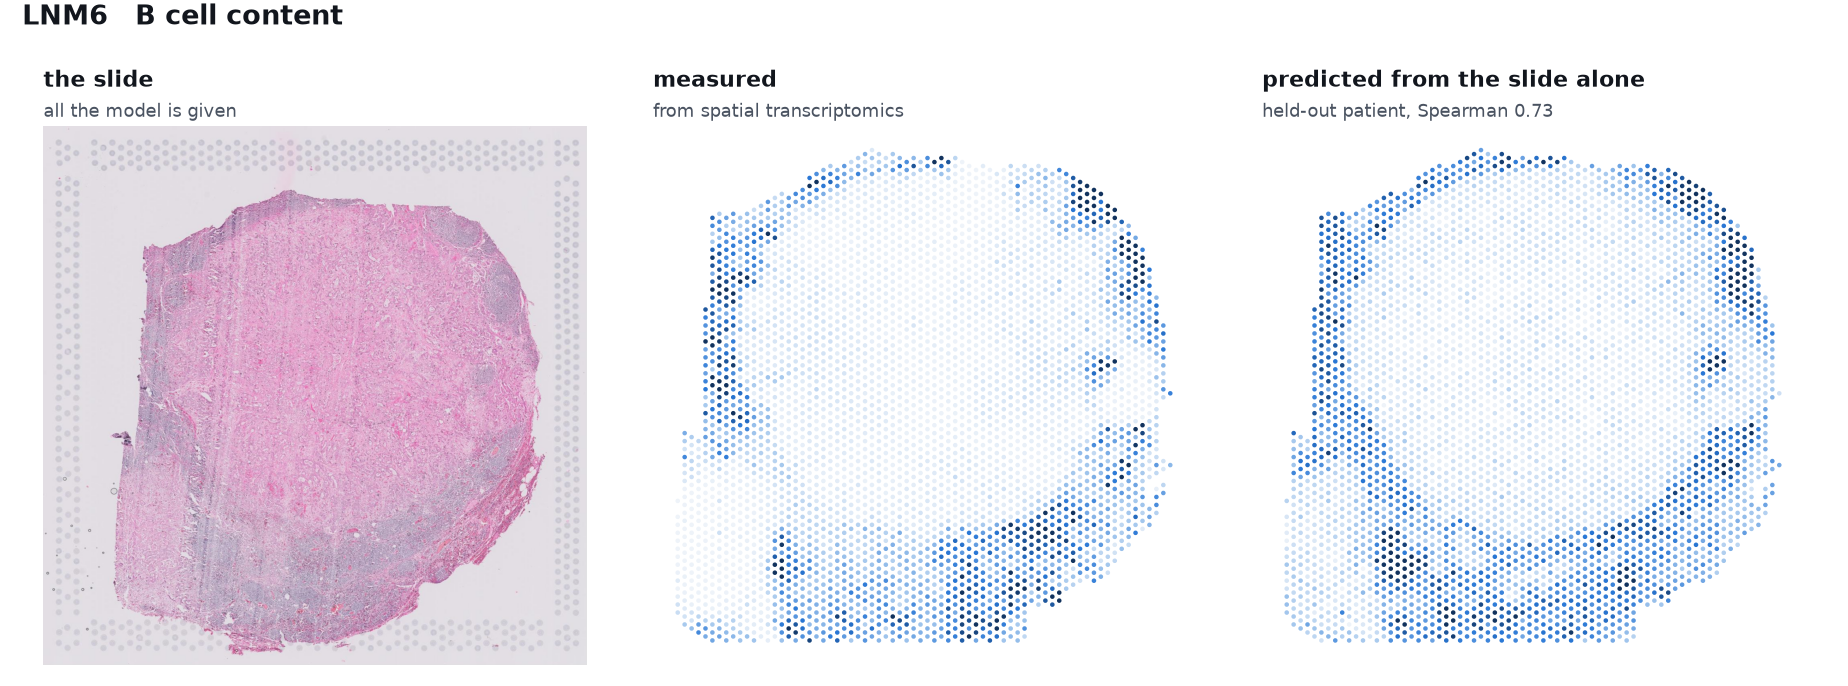 LNM6 B cell content
the slide
all the model is given
measured
from spatial transcriptomics
predicted from the slide alone
held-out patient, Spearman 0.73